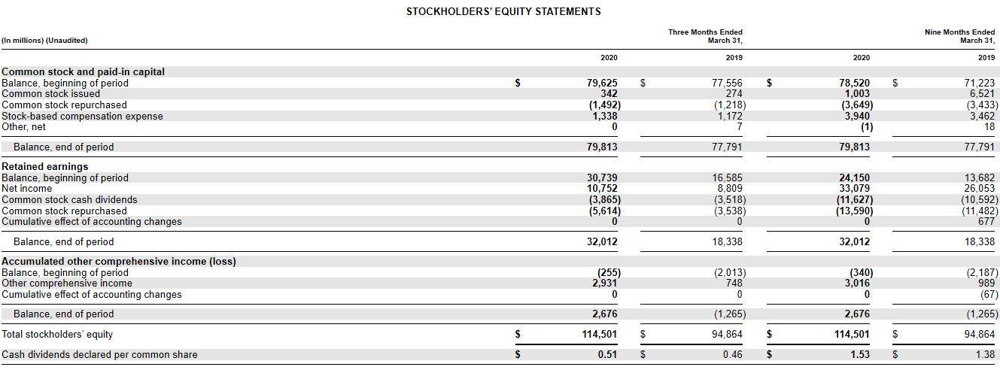 STOCKHOLDERS’ EQUITY STATEMENTS
(In millions) (Unaudited) Three Months Ended March 31, Nine Months Ended March 31,
2020 2019 2020 2019
Common stock and paid-in capital
Balance, beginning of period $ 79,625 $ 77,556 $ 78,520 $ 71,223
Common stock issued 342 274 1,003 6,521
Common stock repurchased (1,492) (1,218) (3,649) (3,433)
Stock-based compensation expense 1,338 1,172 3,940 3,462
Other, net 0 7 (1) 18
Balance, end of period 79,813 77,791 79,813 77,791
Retained earnings
Balance, beginning of period 30,739 16,585 24,150 13,682
Net income 10,752 8,809 33,079 26,053
Common stock cash dividends (3,865) (3,518) (11,627) (10,592)
Common stock repurchased (5,614) (3,538) (13,590) (11,482)
Cumulative effect of accounting changes 0 0 0 677
Balance, end of period 32,012 18,338 32,012 18,338
Accumulated other comprehensive income (loss)
Balance, beginning of period (255) (2,013) (340) (2,187)
Other comprehensive income 2,931 748 3,016 989
Cumulative effect of accounting changes 0 0 0 (67)
Balance, end of period 2,676 (1,265) 2,676 (1,265)
Total stockholders’ equity $ 114,501 $ 94,864 $ 114,501 $ 94,864
Cash dividends declared per common share $ 0.51 $ 0.46 $ 1.53 $ 1.38